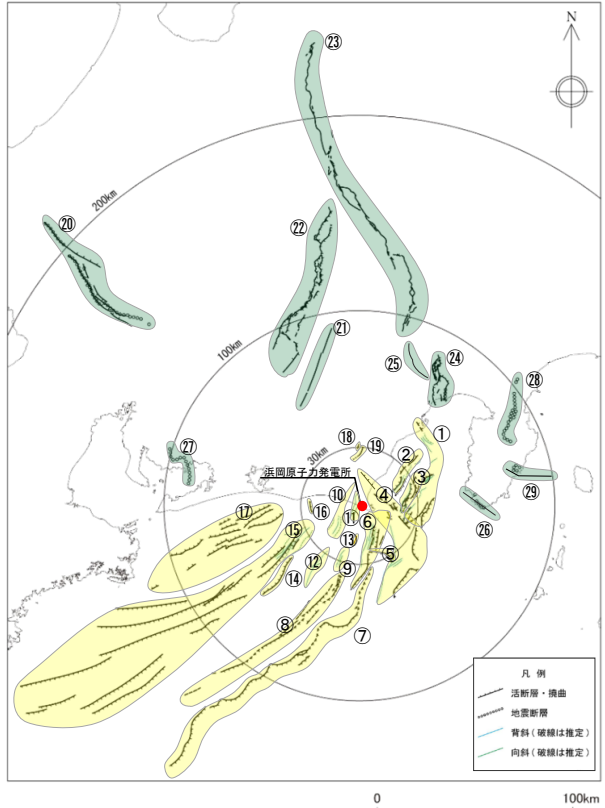 ㉓
N
200km
⑳
㉒
100km
㉑
㉕
㉔
㉘
①
㉗
⑱
⑲
30km
②
浜岡原子力発電所
③
㉙
⑩
④
⑰
⑯
⑪
⑥
㉖
⑮
⑬
⑤
⑫
⑨
⑭
⑧
⑦
凡 例
活断層・撓曲
地震断層
背斜(破線は推定)
向斜(破線は推定)
0 100km